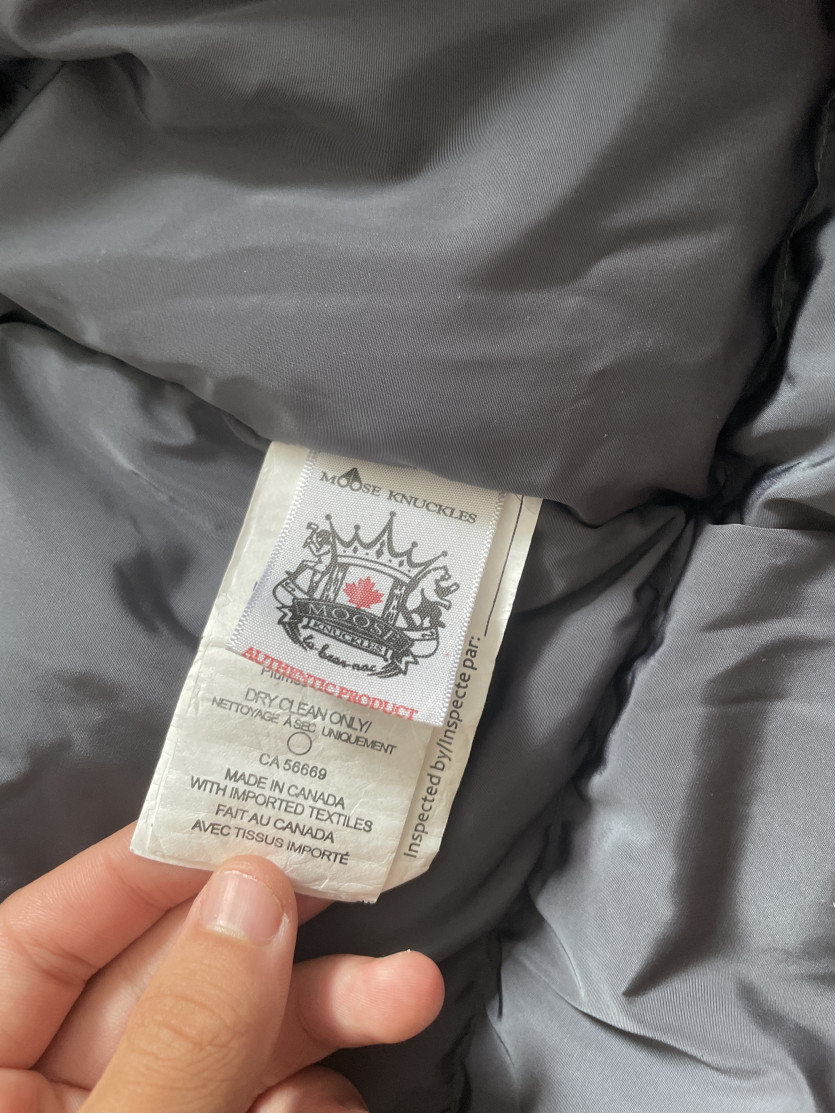 MOOSE KNUCKLES
MOOSE
KNUCKLES
AUTHENTIC PRODUCT
DRY CLEAN ONLY/
NETTOYAGE À SEC UNIQUEMENT
CA 56669
MADE IN CANADA
WITH IMPORTED TEXTILES
FAIT AU CANADA
AVEC TISSUS IMPORTÉ
Inspected by/Inspecte par: